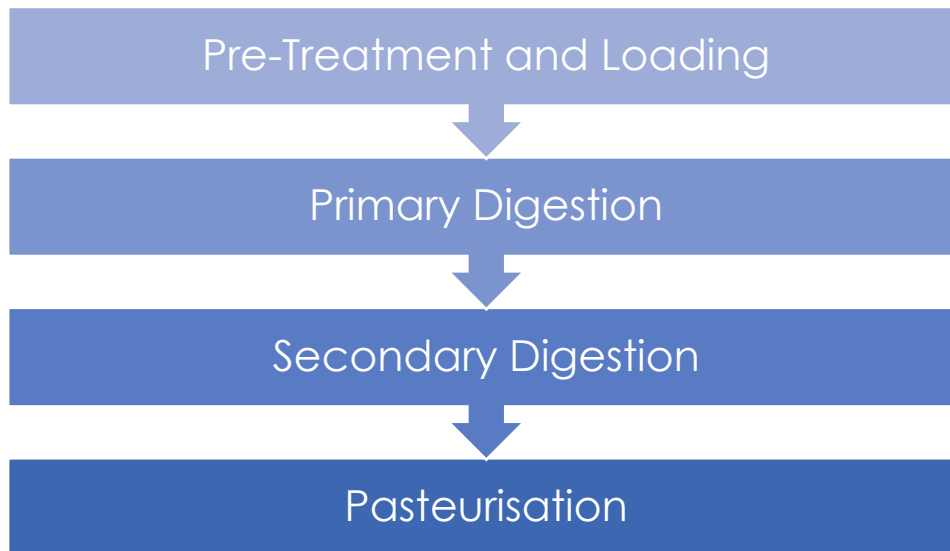 Pre-Treatment and Loading
Primary Digestion
Secondary Digestion
Pasteurisation